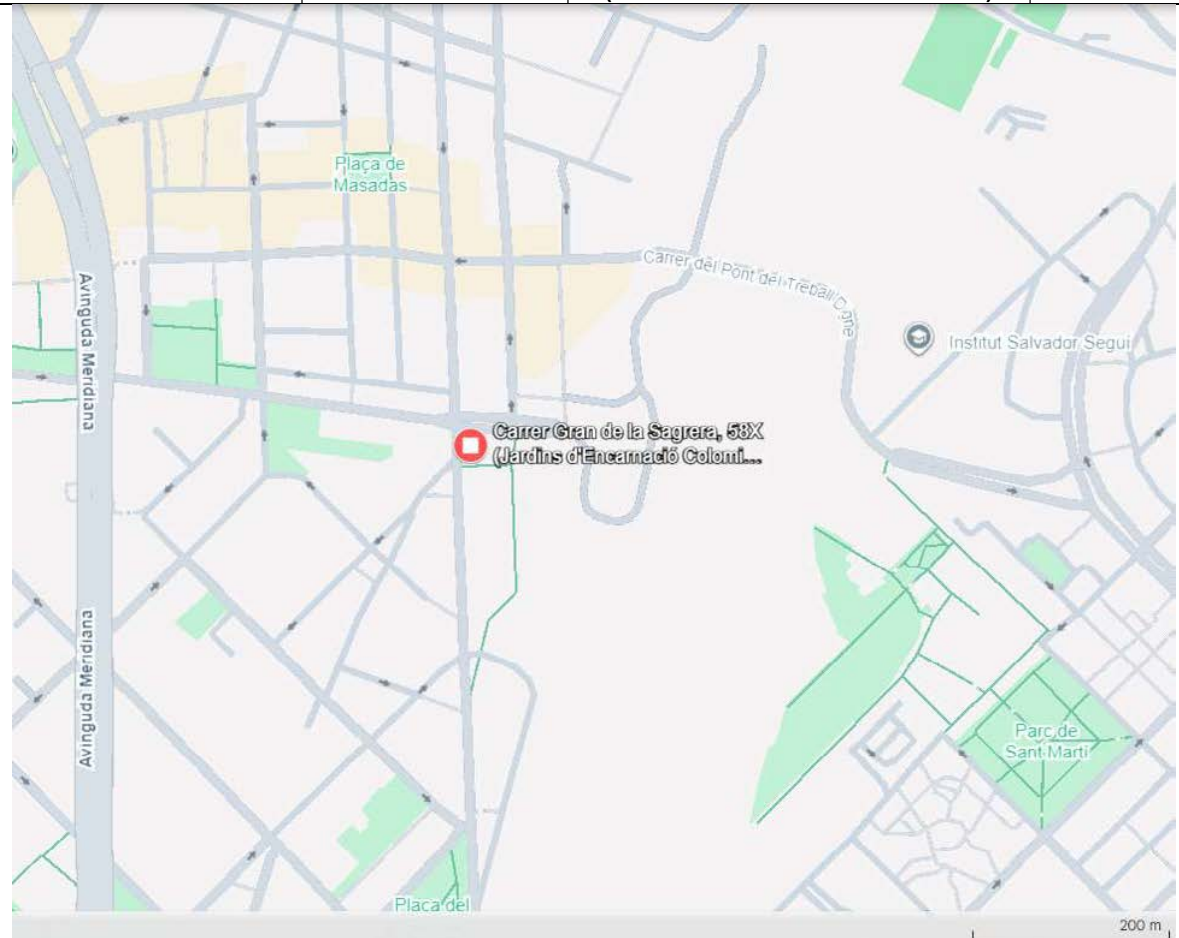 Plaça de
Masadas
Carrer del Pont del Treball Digne
Avinguda Meridiana
Institut Salvador Seguí
Carrer Gran de la Sagrera, 58X
(Jardins d'Encarnació Colomi...
Avinguda Meridiana
Parc de
Sant Martí
Plaça del
200 m